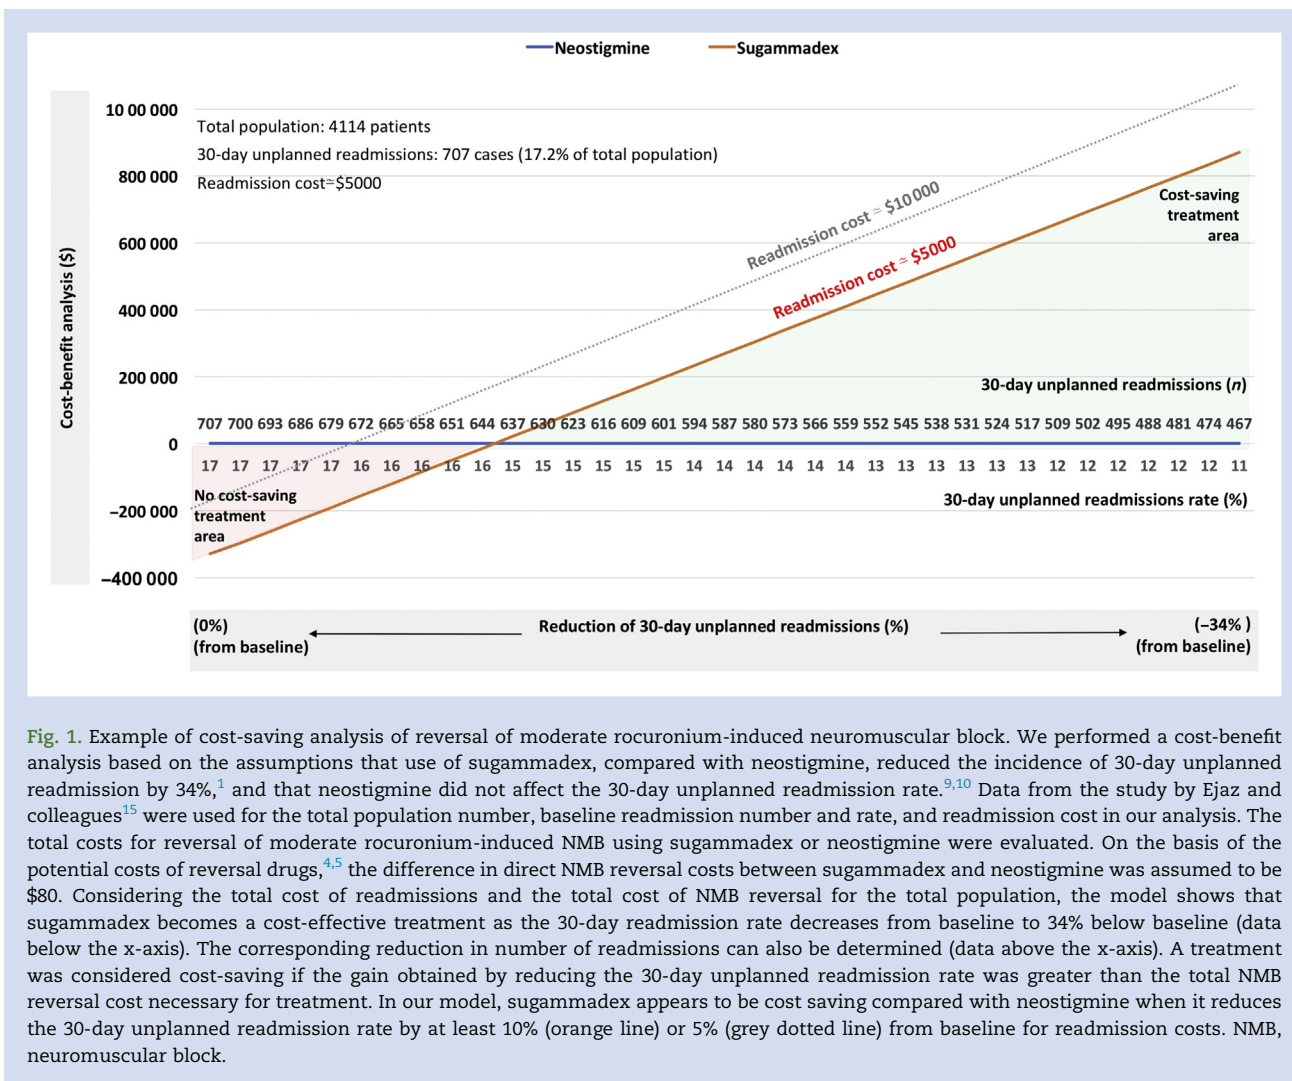 Neostigmine Sugammadex
Cost-benefit analysis ($)
10 00 000
800 000
600 000
400 000
200 000
0
−200 000
−400 000
Total population: 4114 patients
30-day unplanned readmissions: 707 cases (17.2% of total population)
Readmission cost≃$5000
Readmission cost ≃ $10 000
Readmission cost ≃ $5000
Cost-saving
treatment
area
30-day unplanned readmissions (n)
707 700 693 686 679 672 665 658 651 644 637 630 623 616 609 601 594 587 580 573 566 559 552 545 538 531 524 517 509 502 495 488 481 474 467
17 17 17 17 17 16 16 16 16 16 15 15 15 15 15 15 14 14 14 14 14 14 13 13 13 13 13 13 12 12 12 12 12 12 11
No cost-saving
treatment
area
30-day unplanned readmissions rate (%)
(0%)
(from baseline)
Reduction of 30-day unplanned readmissions (%)
(−34% )
(from baseline)
Fig. 1. Example of cost-saving analysis of reversal of moderate rocuronium-induced neuromuscular block. We performed a cost-benefit
analysis based on the assumptions that use of sugammadex, compared with neostigmine, reduced the incidence of 30-day unplanned
readmission by 34%,1 and that neostigmine did not affect the 30-day unplanned readmission rate.9,10 Data from the study by Ejaz and
colleagues15 were used for the total population number, baseline readmission number and rate, and readmission cost in our analysis. The
total costs for reversal of moderate rocuronium-induced NMB using sugammadex or neostigmine were evaluated. On the basis of the
potential costs of reversal drugs,4,5 the difference in direct NMB reversal costs between sugammadex and neostigmine was assumed to be
$80. Considering the total cost of readmissions and the total cost of NMB reversal for the total population, the model shows that
sugammadex becomes a cost-effective treatment as the 30-day readmission rate decreases from baseline to 34% below baseline (data
below the x-axis). The corresponding reduction in number of readmissions can also be determined (data above the x-axis). A treatment
was considered cost-saving if the gain obtained by reducing the 30-day unplanned readmission rate was greater than the total NMB
reversal cost necessary for treatment. In our model, sugammadex appears to be cost saving compared with neostigmine when it reduces
the 30-day unplanned readmission rate by at least 10% (orange line) or 5% (grey dotted line) from baseline for readmission costs. NMB,
neuromuscular block.